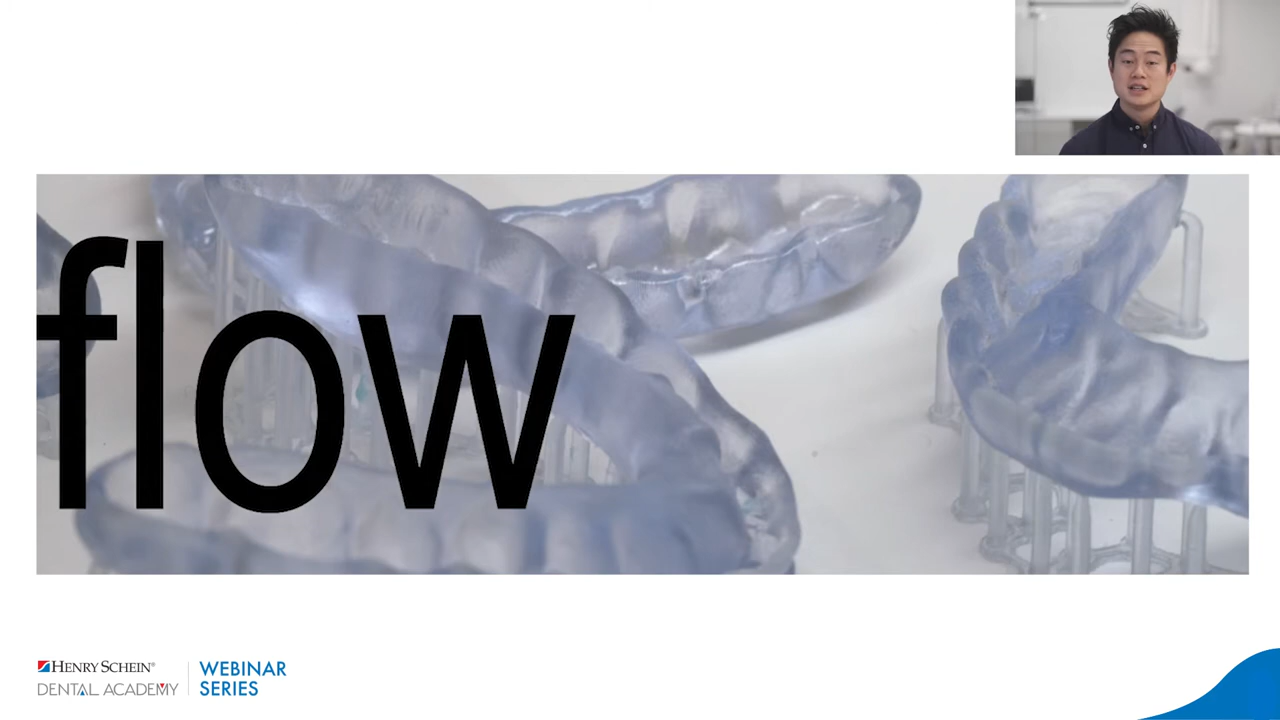 flow
HENRY SCHEIN®
DENTAL ACADEMY
WEBINAR
SERIES